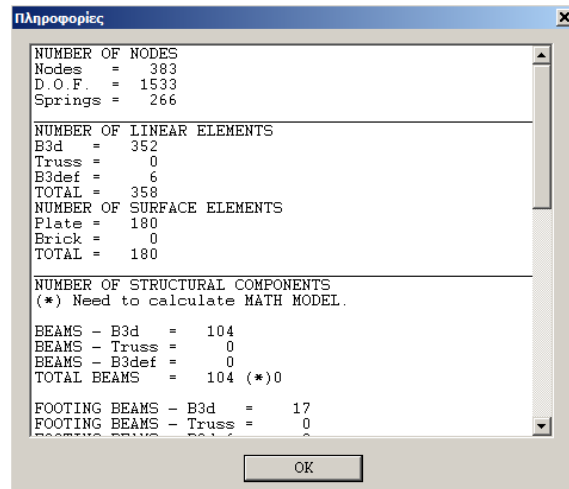 Πληροφορίες
NUMBER OF NODES
Nodes = 383
D.O.F. = 1533
Springs = 266
NUMBER OF LINEAR ELEMENTS
B3d = 352
Truss = 0
B3def = 6
TOTAL = 358
NUMBER OF SURFACE ELEMENTS
Plate = 180
Brick = 0
TOTAL = 180
NUMBER OF STRUCTURAL COMPONENTS
(*) Need to calculate MATH MODEL.
BEAMS - B3d = 104
BEAMS - Truss = 0
BEAMS - B3def = 0
TOTAL BEAMS = 104 (*)0
FOOTING BEAMS - B3d = 17
FOOTING BEAMS - Truss = 0
OK